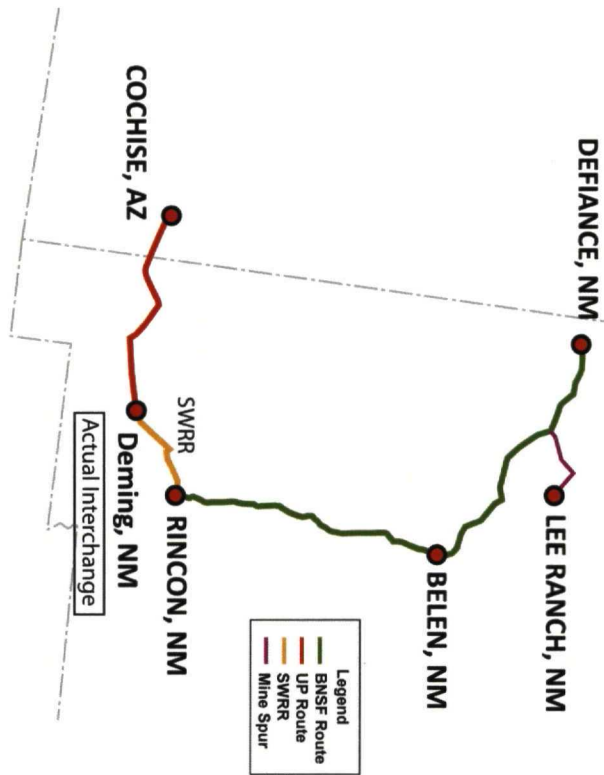 DEFIANCE, NM
LEE RANCH, NM
BELEN, NM
COCHISE, AZ
SWRR
RINCON, NM
Deming, NM
Actual Interchange
Legend
BNSF Route
UP Route
SWRR
Mine Spur